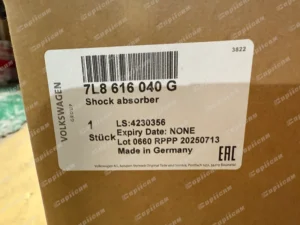 3822
7L8 616 040 G
Shock absorber
VOLKSWAGEN
GROUP
1 LS:4230356
Stück Expiry Date: NONE
Lot 0660 RPPP 20250713
Made in Germany
EAC